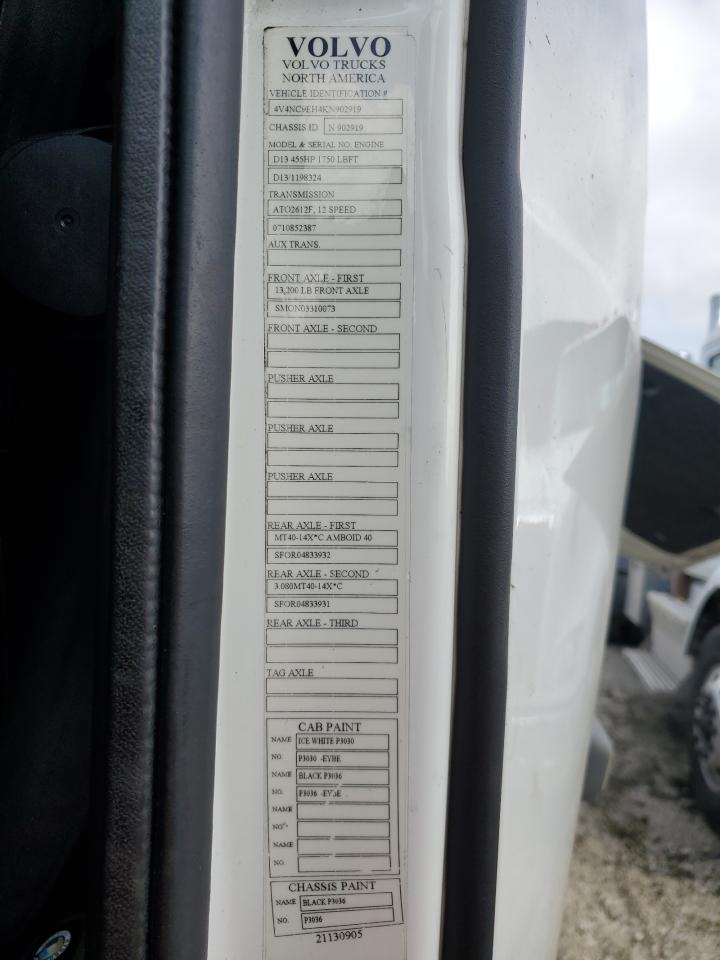 VOLVO
VOLVO TRUCKS
NORTH AMERICA
VEHICLE IDENTIFICATION #
4V4NC9EH4KN902919
CHASSIS ID N 902919
MODEL & SERIAL NO. ENGINE
D13 455HP 1750 LBFT
D13/1198324
TRANSMISSION
ATO2612F, 12 SPEED
0710852387
AUX TRANS.
FRONT AXLE - FIRST
13,200 LB FRONT AXLE
SMON03310073
FRONT AXLE - SECOND
PUSHER AXLE
PUSHER AXLE
PUSHER AXLE
REAR AXLE - FIRST
MT40-14X*C AMBOID 40
SFOR04833932
REAR AXLE - SECOND
3.080MT40-14X*C
SFOR04833931
REAR AXLE - THIRD
TAG AXLE
CAB PAINT
NAME ICE WHITE P3030
NO. P3030 -EYBE
NAME BLACK P3036
NO. P3036 -EYBE
NAME
NO.
NAME
NO.
CHASSIS PAINT
NAME BLACK P3036
NO. P3036
21130905